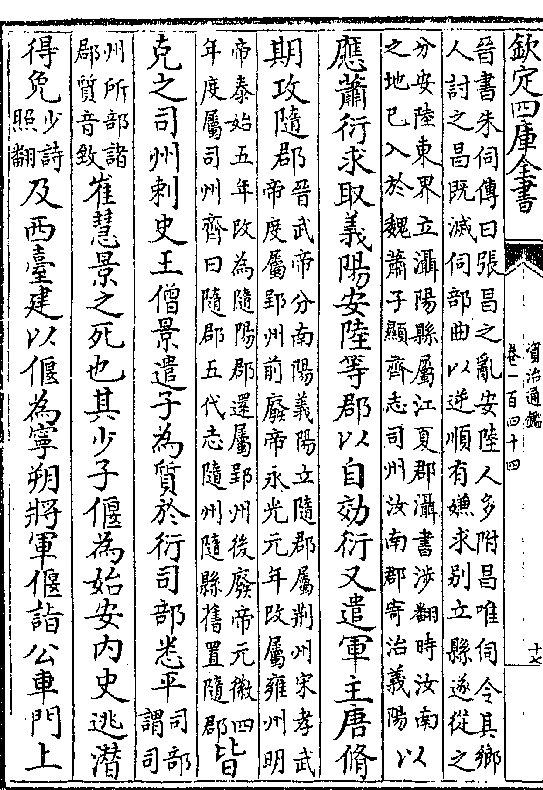 欽定四庫全書
資治通鑑
卷一百四十四
十七
晉書朱伺傳曰張昌之亂安陸人多附昌唯伺令其鄉
人討之昌既滅伺部曲以逆順有嫌求别立縣遂從之
分安陸東界立灄陽縣屬江夏郡灄書涉翻時汝南
之地已入於魏蕭子顯齊志司州汝南郡寄治義陽
以
應蕭衍求取義陽安陸等郡以自効衍又遣軍主唐脩
期攻隨郡
晉武帝分南陽義陽立隨郡屬荆州宋孝武
帝度屬郢州前廢帝永光元年改屬雍州明
帝泰始五年改為隨陽郡還屬郢州後廢帝元徽四
年度屬司州齊曰隨郡五代志隨州隨縣舊置隨郡
皆
克之司州刺史王僧景遣子為質於衍司部悉平
司部
謂司
州所部諸
郡質音致
崔慧景之死也其少子偃為始安内史逃潛
得免
少詩
照翻
及西臺建以偃為寧朔將軍偃詣公車門上